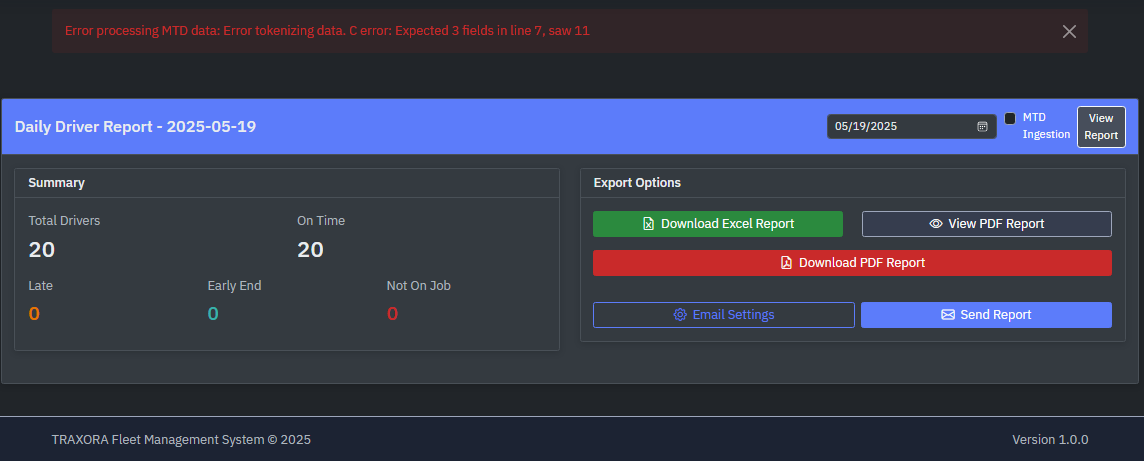 Error processing MTD data: Error tokenizing data. C error: Expected 3 fields in line 7, saw 11
Daily Driver Report - 2025-05-19
05/19/2025
MTD
Ingestion
View
Report
Summary
Total Drivers
On Time
20
20
Late
Early End
Not On Job
0
0
0
Export Options
Download Excel Report
View PDF Report
Download PDF Report
Email Settings
Send Report
TRAXORA Fleet Management System © 2025
Version 1.0.0